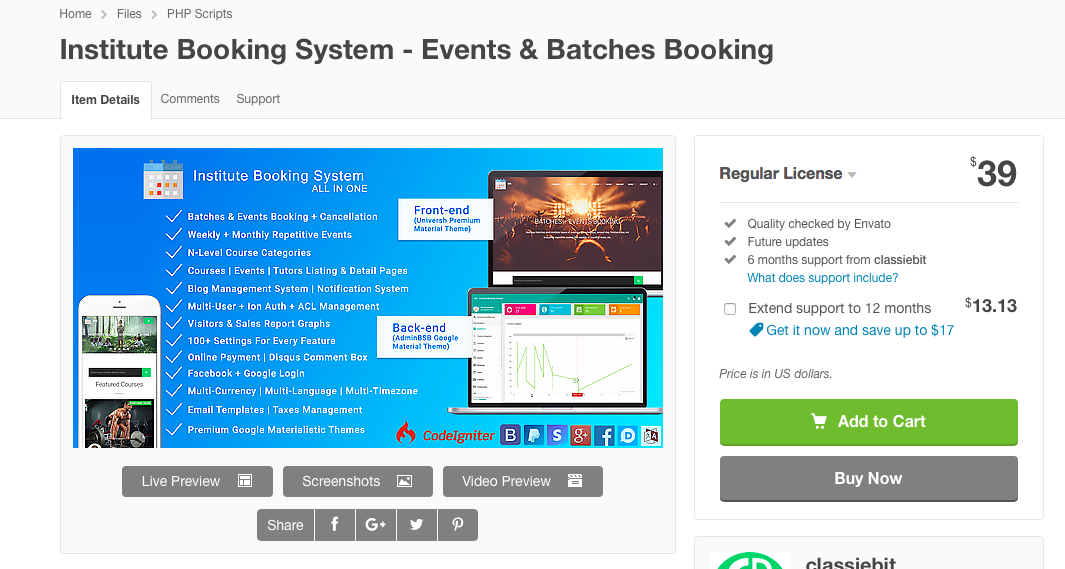 Home Files PHP Scripts
Institute Booking System - Events & Batches Booking
Item Details Comments Support
Institute Booking System
ALL IN ONE
Batches & Events Booking + Cancellation
Weekly + Monthly Repetitive Events
N-Level Course Categories
Courses | Events | Tutors Listing & Detail Pages
Blog Management System | Notification System
Multi-User + Ion Auth + ACL Management
Visitors & Sales Report Graphs
100+ Settings For Every Feature
Online Payment | Disqus Comment Box
Facebook + Google Login
Multi-Currency | Multi-Language | Multi-Timezone
Email Templates | Taxes Management
Premium Google Materialistic Themes
Front-end
(Universh Premium
Material Theme)
BATCHES + EVENTS BOOKING
Back-end
(AdminBSB Google
Material Theme)
Featured Courses
CodeIgniter
Live Preview
Screenshots
Video Preview
Share
Regular License
$39
Quality checked by Envato
Future updates
6 months support from classiebit
What does support include?
Extend support to 12 months
$13.13
Get it now and save up to $17
Price is in US dollars.
Add to Cart
Buy Now
classiebit